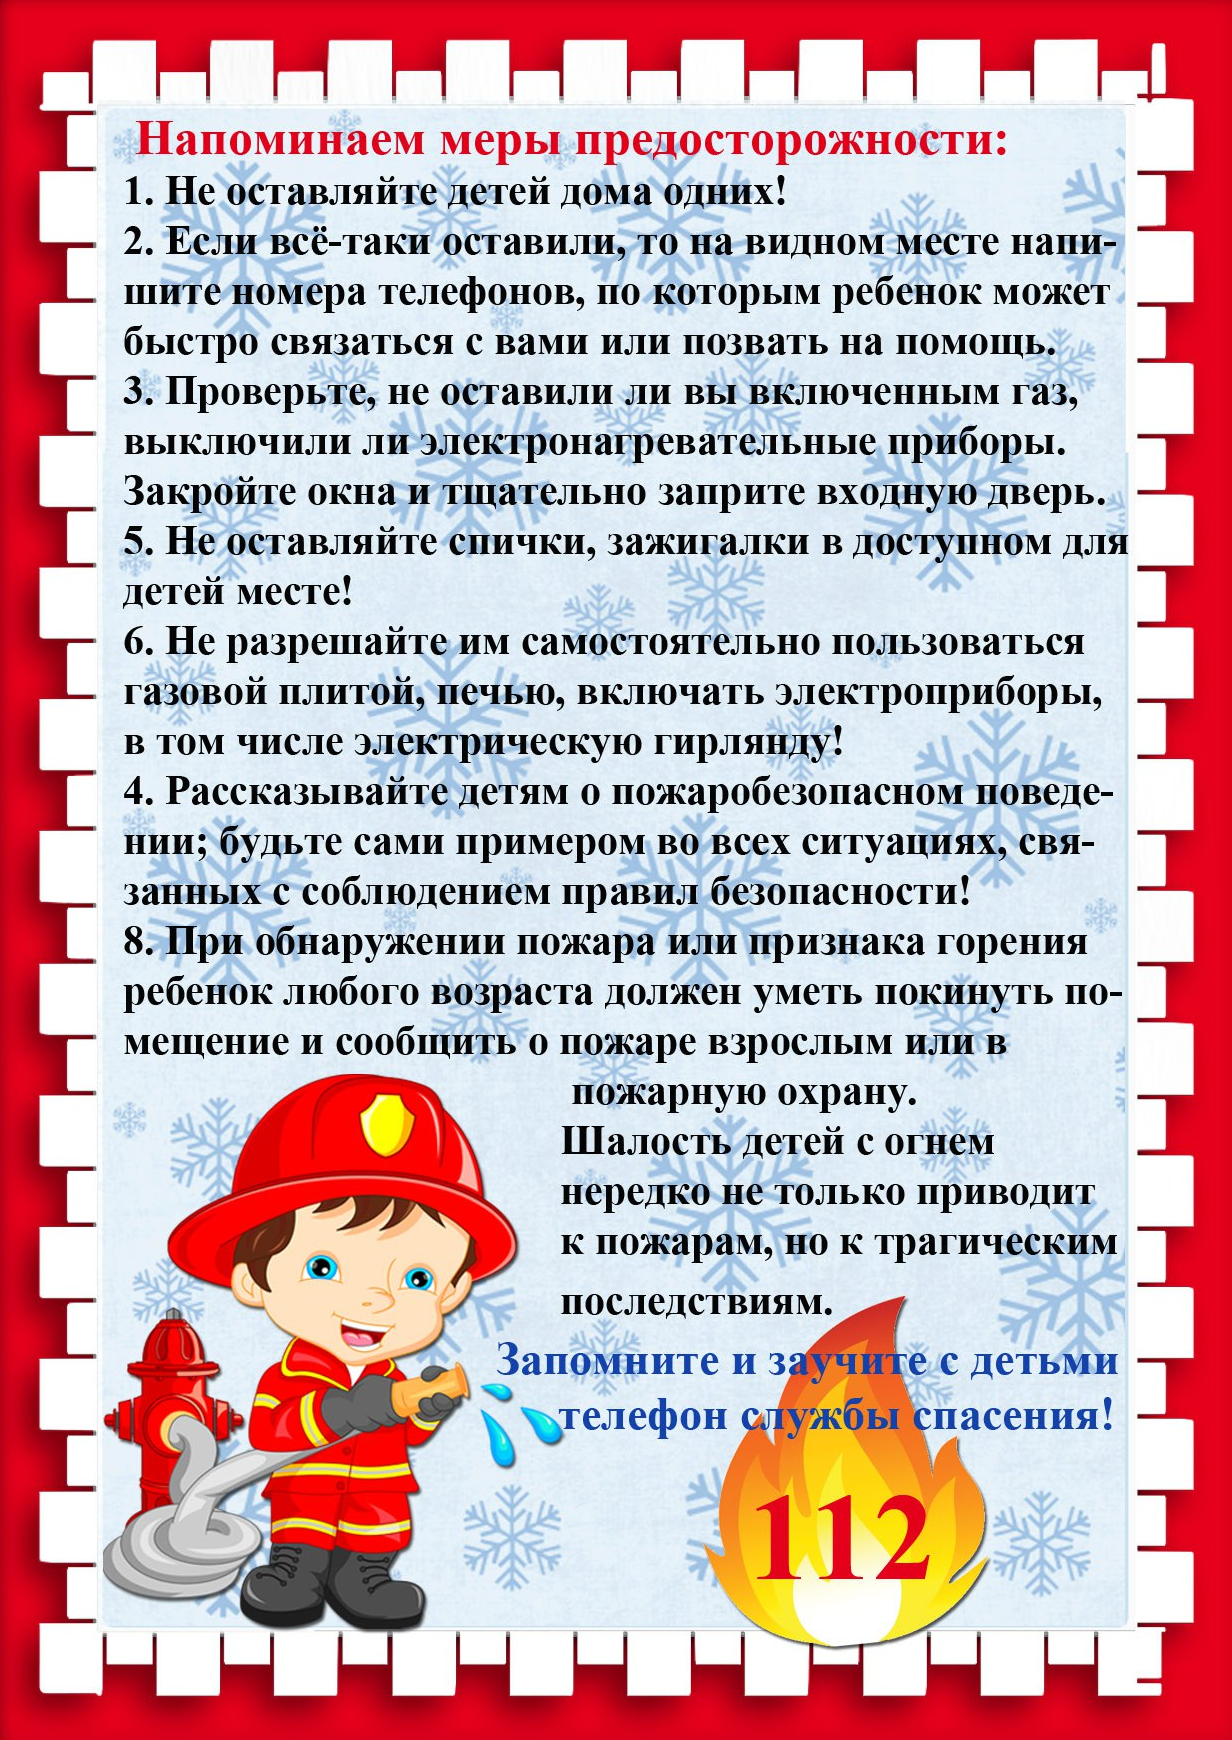 Напоминаем меры предосторожности:
1. Не оставляйте детей дома одних!
2. Если всё-таки оставили, то на видном месте напи-
шите номера телефонов, по которым ребенок может
быстро связаться с вами или позвать на помощь.
3. Проверьте, не оставили ли вы включенным газ,
выключили ли электронагревательные приборы.
Закройте окна и тщательно заприте входную дверь.
5. Не оставляйте спички, зажигалки в доступном для
детей месте!
6. Не разрешайте им самостоятельно пользоваться
газовой плитой, печью, включать электроприборы,
в том числе электрическую гирлянду!
4. Рассказывайте детям о пожаробезопасном поведе-
нии; будьте сами примером во всех ситуациях, свя-
занных с соблюдением правил безопасности!
8. При обнаружении пожара или признака горения
ребенок любого возраста должен уметь покинуть по-
мещение и сообщить о пожаре взрослым или в
пожарную охрану.
Шалость детей с огнем
нередко не только приводит
к пожарам, но к трагическим
последствиям.
Запомните и заучите с детьми
телефон службы спасения!
112